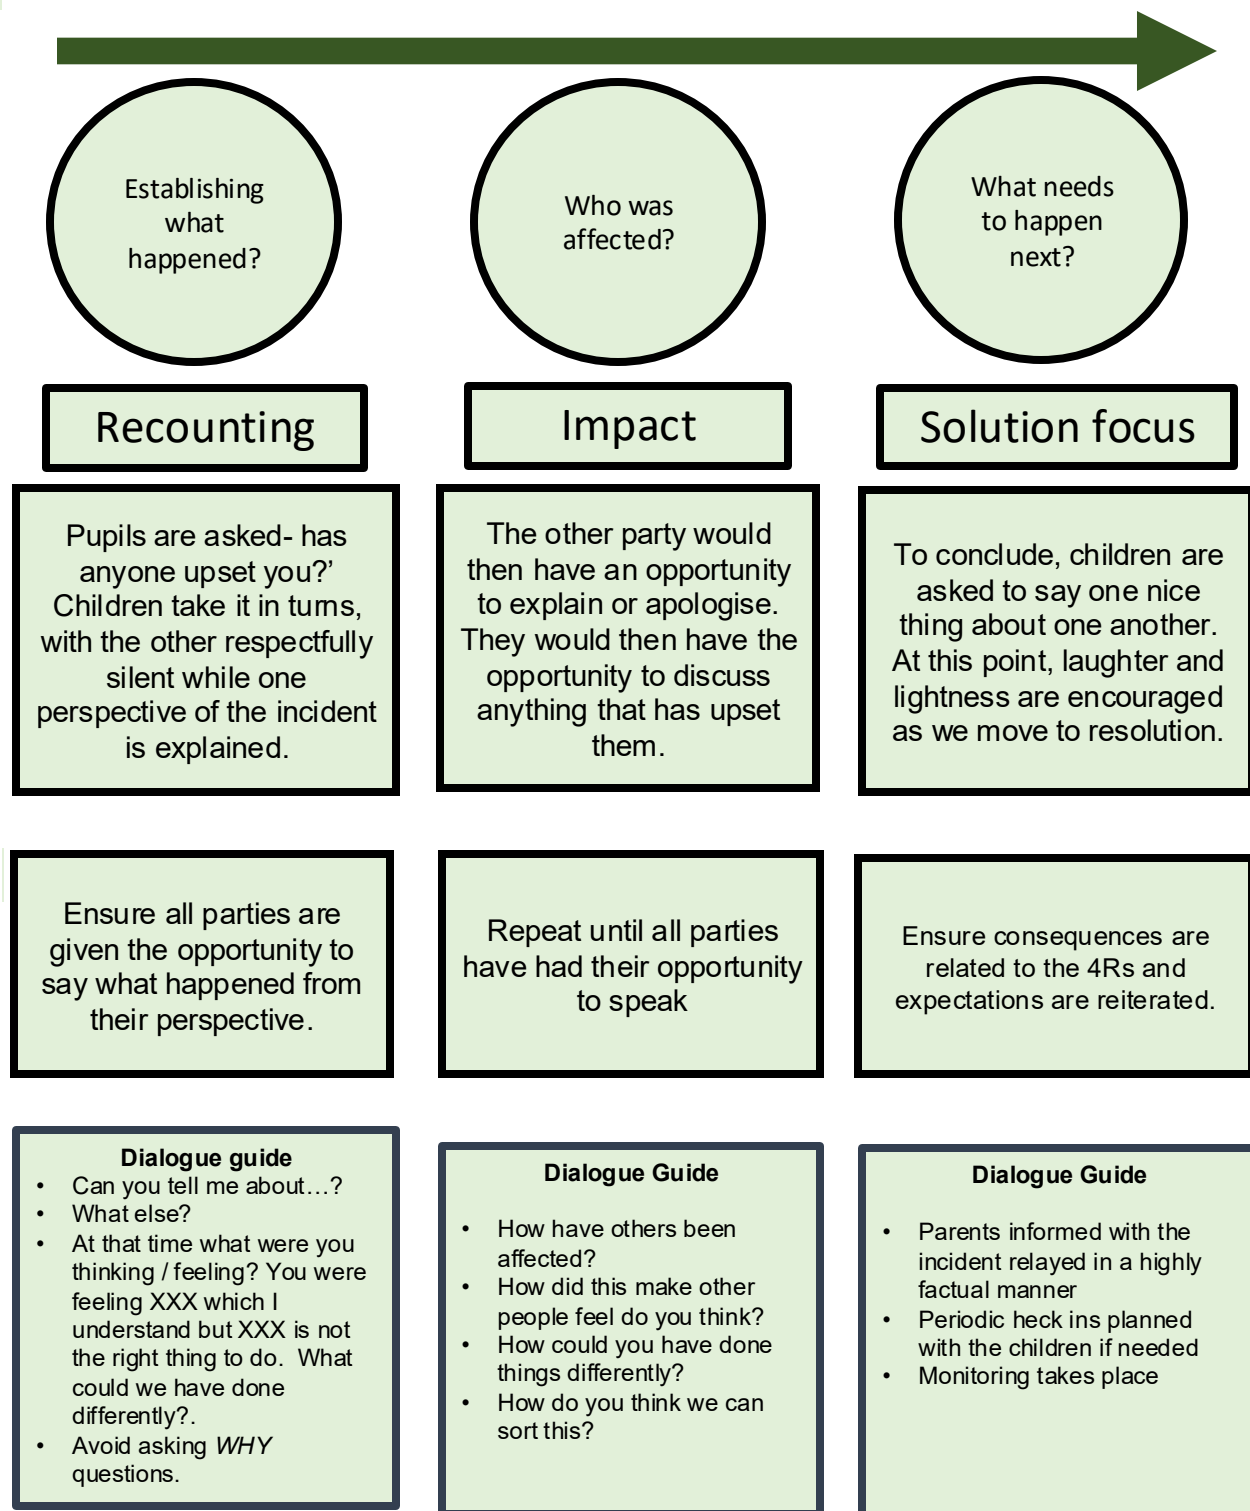 Establishing
what
happened?
Who was
affected?
What needs
to happen
next?
Recounting
Impact
Solution focus
Pupils are asked- has
anyone upset you?’
Children take it in turns,
with the other respectfully
silent while one
perspective of the incident
is explained.
The other party would
then have an opportunity
to explain or apologise.
They would then have the
opportunity to discuss
anything that has upset
them.
To conclude, children are
asked to say one nice
thing about one another.
At this point, laughter and
lightness are encouraged
as we move to resolution.
Ensure all parties are
given the opportunity to
say what happened from
their perspective.
Repeat until all parties
have had their opportunity
to speak
Ensure consequences are
related to the 4Rs and
expectations are reiterated.
Dialogue guide
• Can you tell me about…?
• What else?
• At that time what were you
thinking / feeling? You were
feeling XXX which I
understand but XXX is not
the right thing to do. What
could we have done
differently?.
• Avoid asking WHY
questions.
Dialogue Guide
• How have others been
affected?
• How did this make other
people feel do you think?
• How could you have done
things differently?
• How do you think we can
sort this?
Dialogue Guide
• Parents informed with the
incident relayed in a highly
factual manner
• Periodic heck ins planned
with the children if needed
• Monitoring takes place